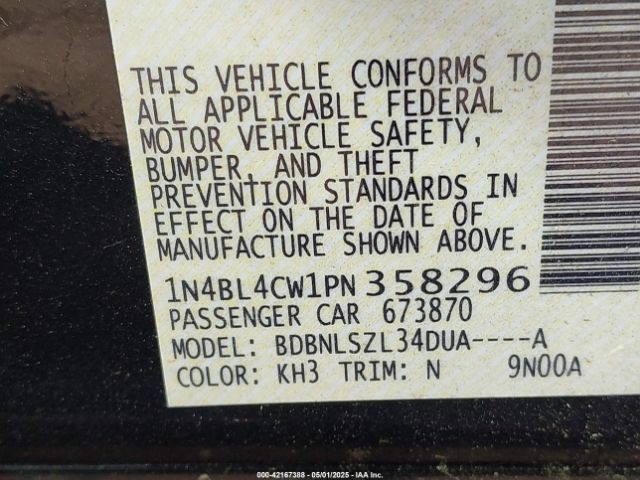 THIS VEHICLE CONFORMS TO
ALL APPLICABLE FEDERAL
MOTOR VEHICLE SAFETY,
BUMPER, AND THEFT
PREVENTION STANDARDS IN
EFFECT ON THE DATE OF
MANUFACTURE SHOWN ABOVE.
1N4BL4CW1PN 358296
PASSENGER CAR 673870
MODEL: BDBNLSZL34DUA----A
COLOR: KH3 TRIM: N 9N00A
000-42167388 - 05/01/2025 - © IAA Inc.